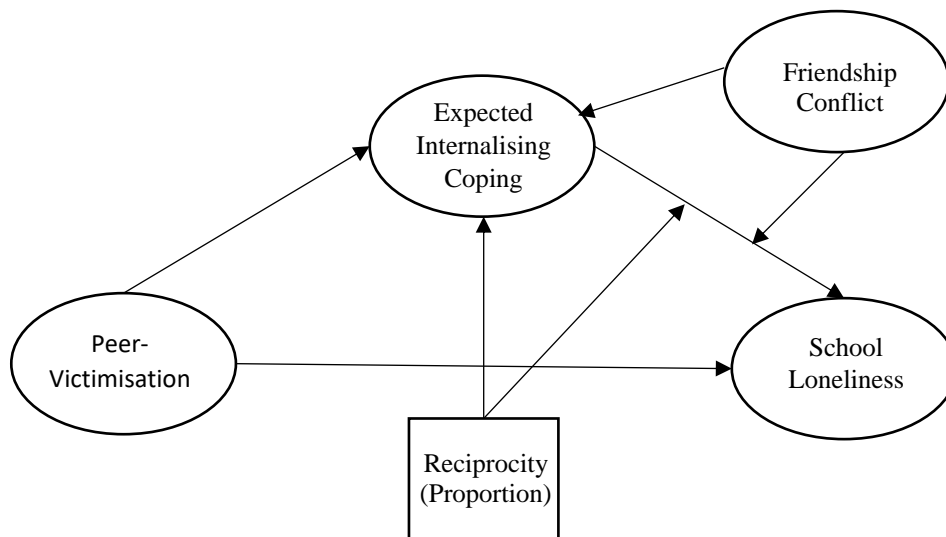 Friendship
Conflict
Expected
Internalising
Coping
Peer-
Victimisation
School
Loneliness
Reciprocity
(Proportion)